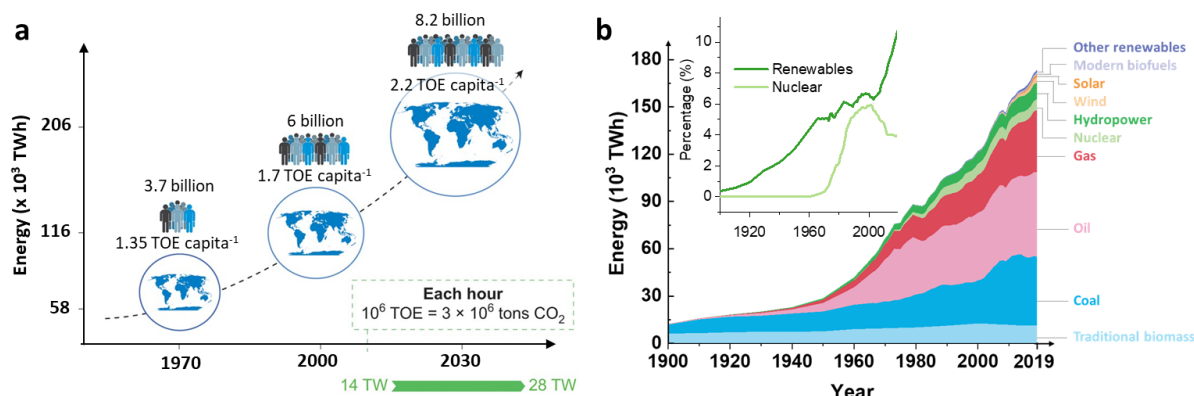 a
8.2 billion
2.2 TOE capita⁻¹
6 billion
1.7 TOE capita⁻¹
3.7 billion
1.35 TOE capita⁻¹
Energy (x 10³ TWh)
206
116
58
Each hour
10⁶ TOE = 3 × 10⁶ tons CO₂
1970
2000
2030
14 TW
28 TW
b
Energy (10³ TWh)
180
150
120
90
60
30
0
Percentage (%)
10
8
6
4
2
0
Renewables
Nuclear
1920
1960
2000
Other renewables
Modern biofuels
Solar
Wind
Hydropower
Nuclear
Gas
Oil
Coal
Traditional biomass
1900
1920
1940
1960
1980
2000
2019
Year